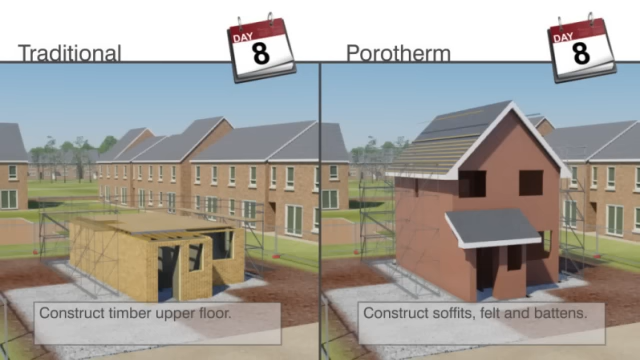 Traditional
DAY
8
Porotherm
DAY
8
Construct timber upper floor.
Construct soffits, felt and battens.